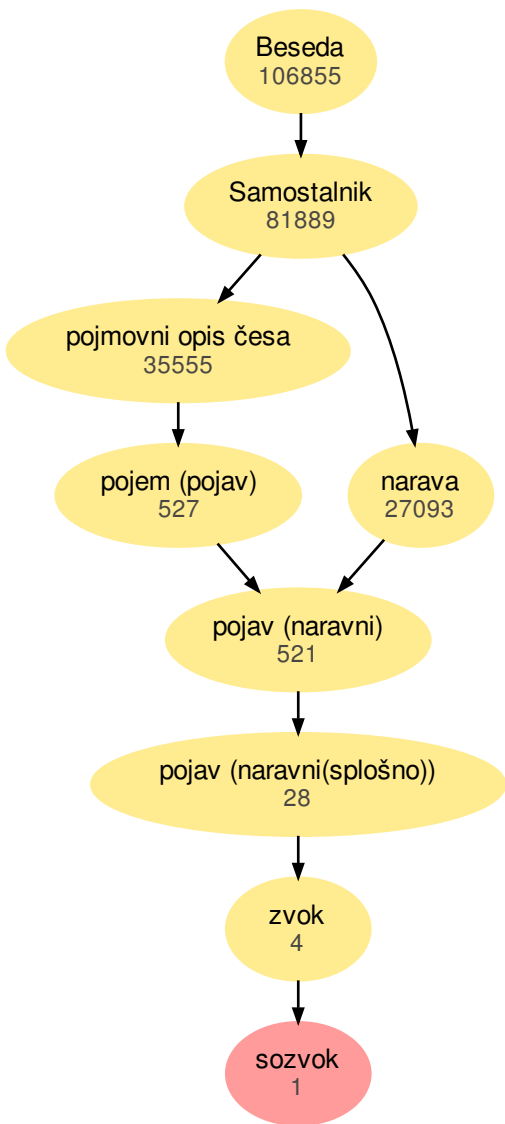 Beseda
106855
Samostalnik
81889
pojmovni opis česa
35555
pojem (pojav)
527
narava
27093
pojav (naravni)
521
pojav (naravni(splošno))
28
zvok
4
sozvok
1